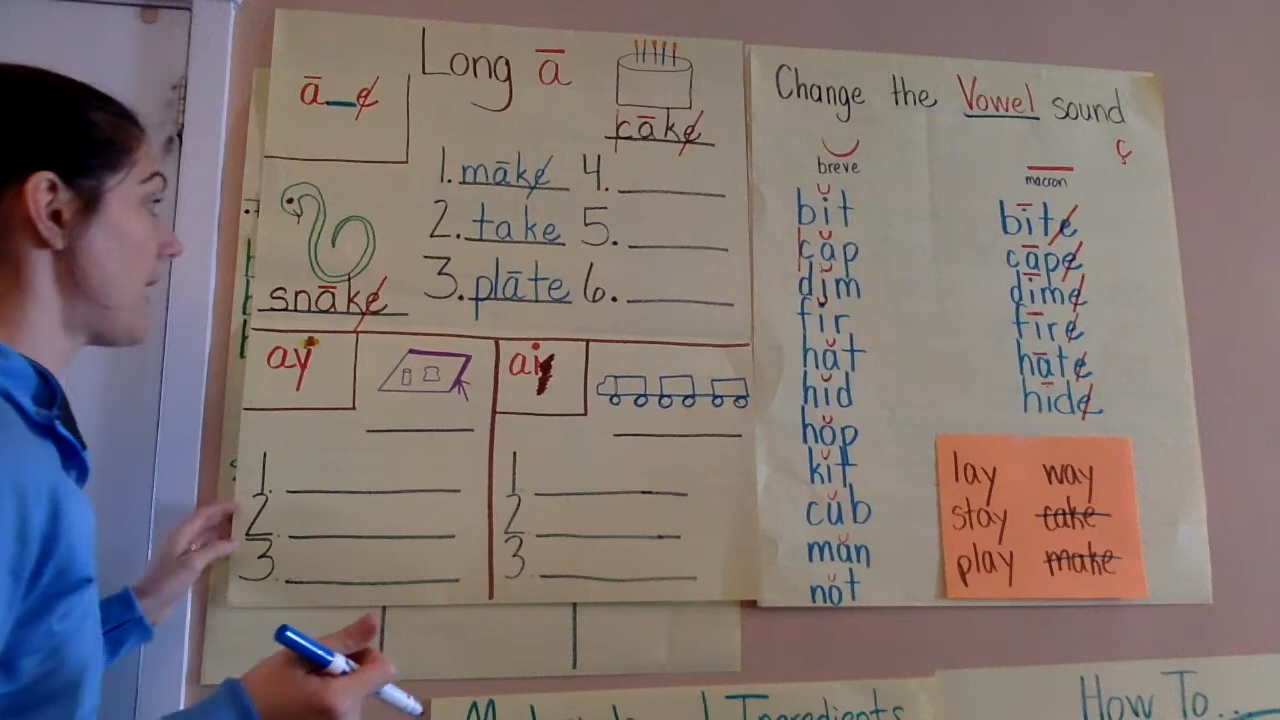 Long ā
ā_e
cāke
1. māke 4.
2. take 5.
3. plāte 6.
snāke
ay
ai
1
2
3
1
2
3
Change the Vowel sound
breve
macron
bĭt bīte
căp cāpe
dĭm dīme
fĭr fīre
hăt hāte
hĭd hīde
hŏp
kĭt
cŭb
măn
nŏt
lay way
stay take
play make
Ingredients
How To...